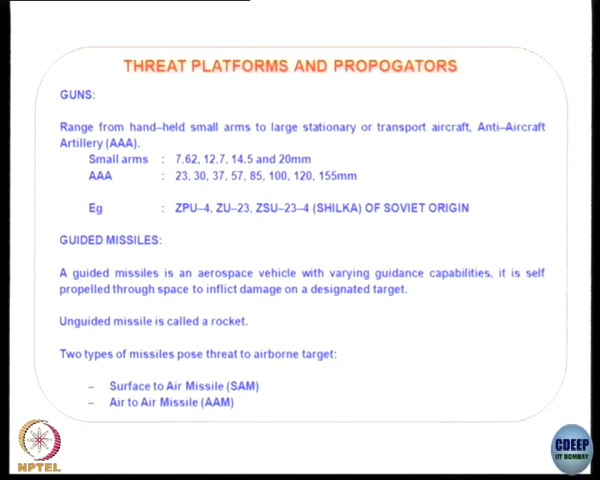 THREAT PLATFORMS AND PROPOGATORS
GUNS:
Range from hand–held small arms to large stationary or transport aircraft, Anti–Aircraft
Artillery (AAA).
Small arms : 7.62, 12.7, 14.5 and 20mm
AAA : 23, 30, 37, 57, 85, 100, 120, 155mm
Eg : ZPU–4, ZU–23, ZSU–23–4 (SHILKA) OF SOVIET ORIGIN
GUIDED MISSILES:
A guided missiles is an aerospace vehicle with varying guidance capabilities, it is self
propelled through space to inflict damage on a designated target.
Unguided missile is called a rocket.
Two types of missiles pose threat to airborne target:
– Surface to Air Missile (SAM)
– Air to Air Missile (AAM)
NPTEL
CDEEP
IIT BOMBAY